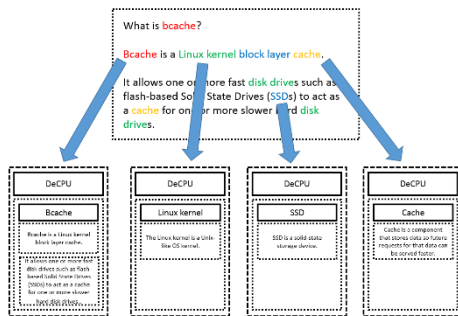 What is bcache?
Bcache is a Linux kernel block layer cache.
It allows one or more fast disk drives such as
flash-based Solid State Drives (SSDs) to act as
a cache for one or more slower hard disk
drives.
DeCPU
Bcache
Bcache is a Linux kernel
block layer cache.
It allows one or more fast
disk drives such as flash
based Solid State Drives
(SSDs) to act as a cache
for one or more slower
hard disk drives.
DeCPU
Linux kernel
The Linux kernel is a Unix-
like OS kernel.
DeCPU
SSD
SSD is a solid-state
storage device.
DeCPU
Cache
Cache is a component
that stores data so future
requests for that data can
be served faster.